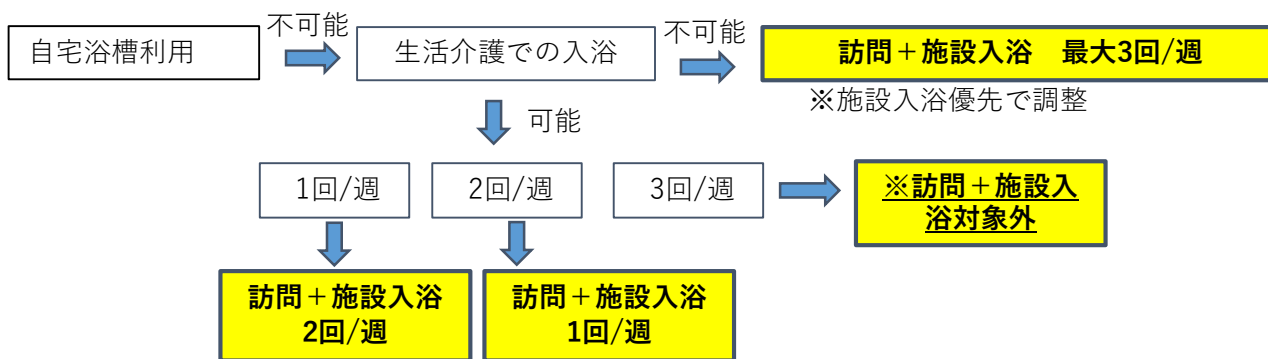 自宅浴槽利用
不可能
生活介護での入浴
不可能
訪問＋施設入浴　最大3回/週
※施設入浴優先で調整
可能
1回/週
2回/週
3回/週
※訪問＋施設入
浴対象外
訪問＋施設入浴
2回/週
訪問＋施設入浴
1回/週